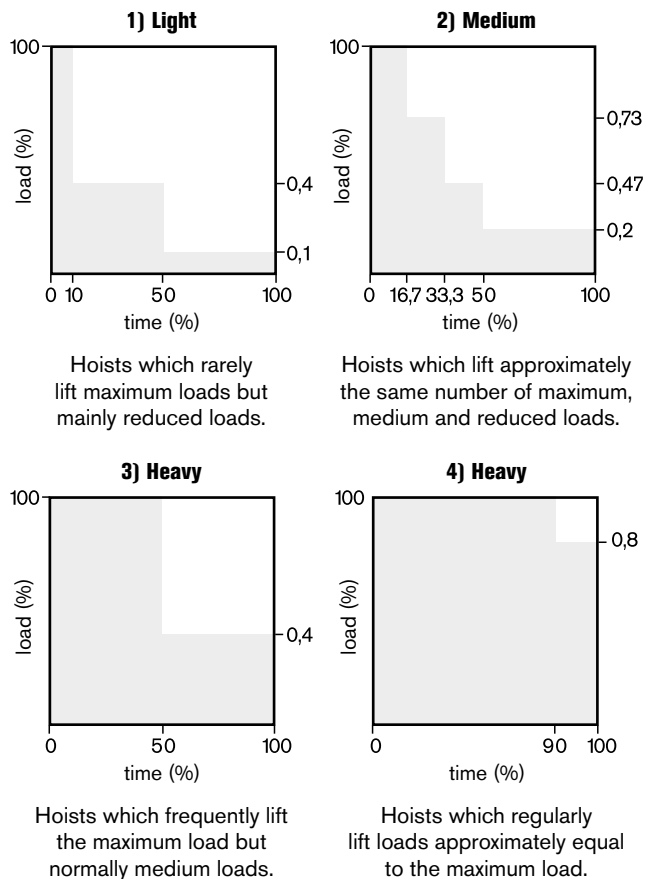 1) Light
100
load (%)
0,4
0,1
0 10 50 100
time (%)
Hoists which rarely
lift maximum loads but
mainly reduced loads.
2) Medium
100
load (%)
0,73
0,47
0,2
0 16,7 33,3 50 100
time (%)
Hoists which lift approximately
the same number of maximum,
medium and reduced loads.
3) Heavy
100
load (%)
0,4
0 50 100
time (%)
Hoists which frequently lift
the maximum load but
normally medium loads.
4) Heavy
100
load (%)
0,8
0 90 100
time (%)
Hoists which regularly
lift loads approximately equal
to the maximum load.